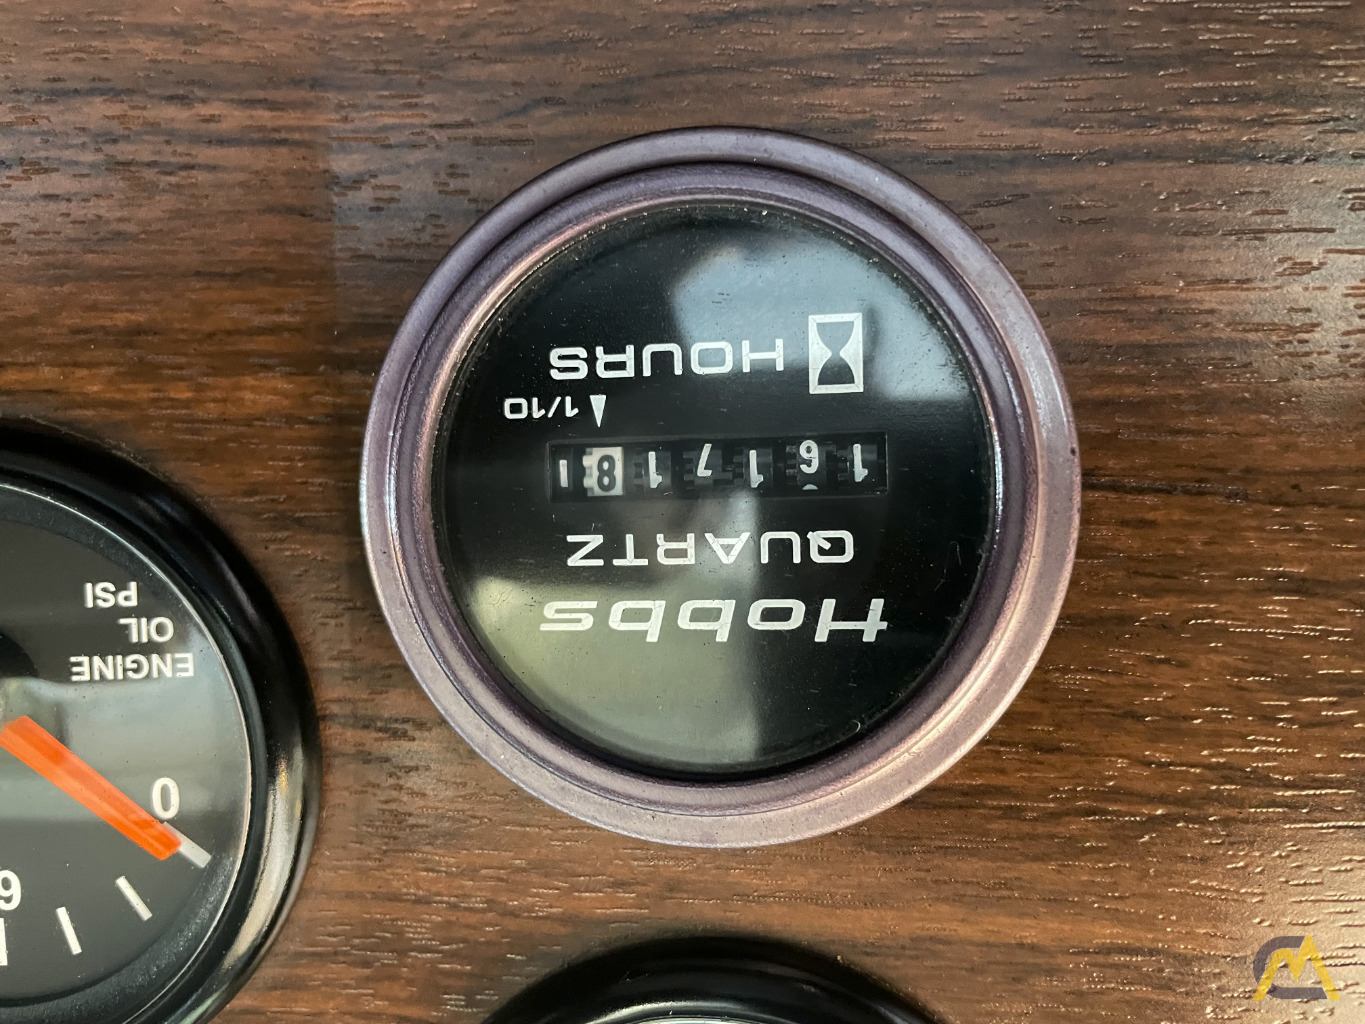 Hobbs
QUARTZ
1/10
HOURS
ENGINE
OIL
PSI
0